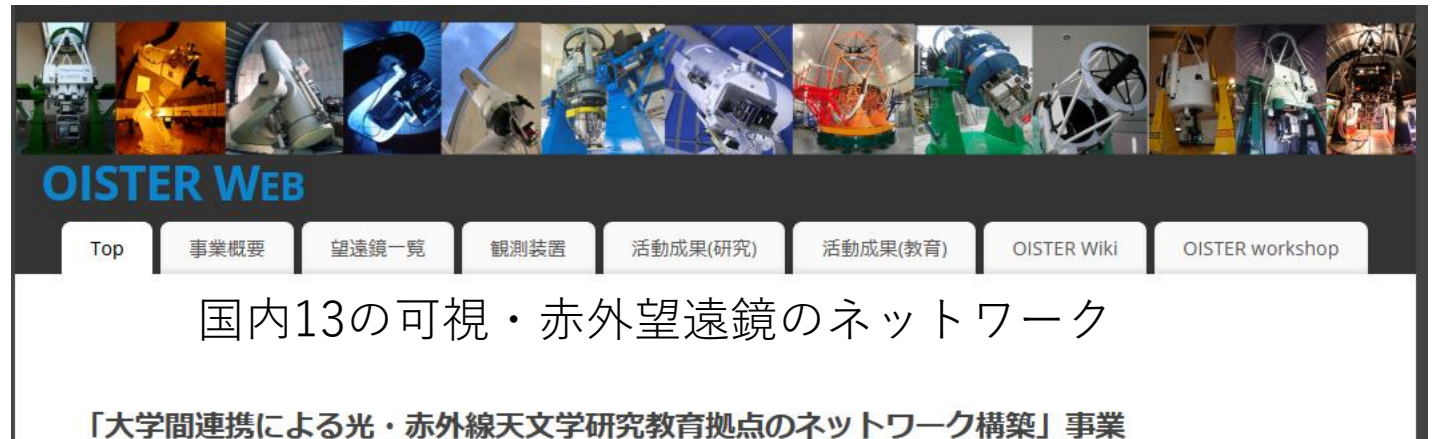 OISTER WEB
Top 事業概要 望遠鏡一覧 観測装置 活動成果(研究) 活動成果(教育) OISTER Wiki OISTER workshop
国内13の可視・赤外望遠鏡のネットワーク
「大学間連携による光・赤外線天文学研究教育拠点のネットワーク構築」事業